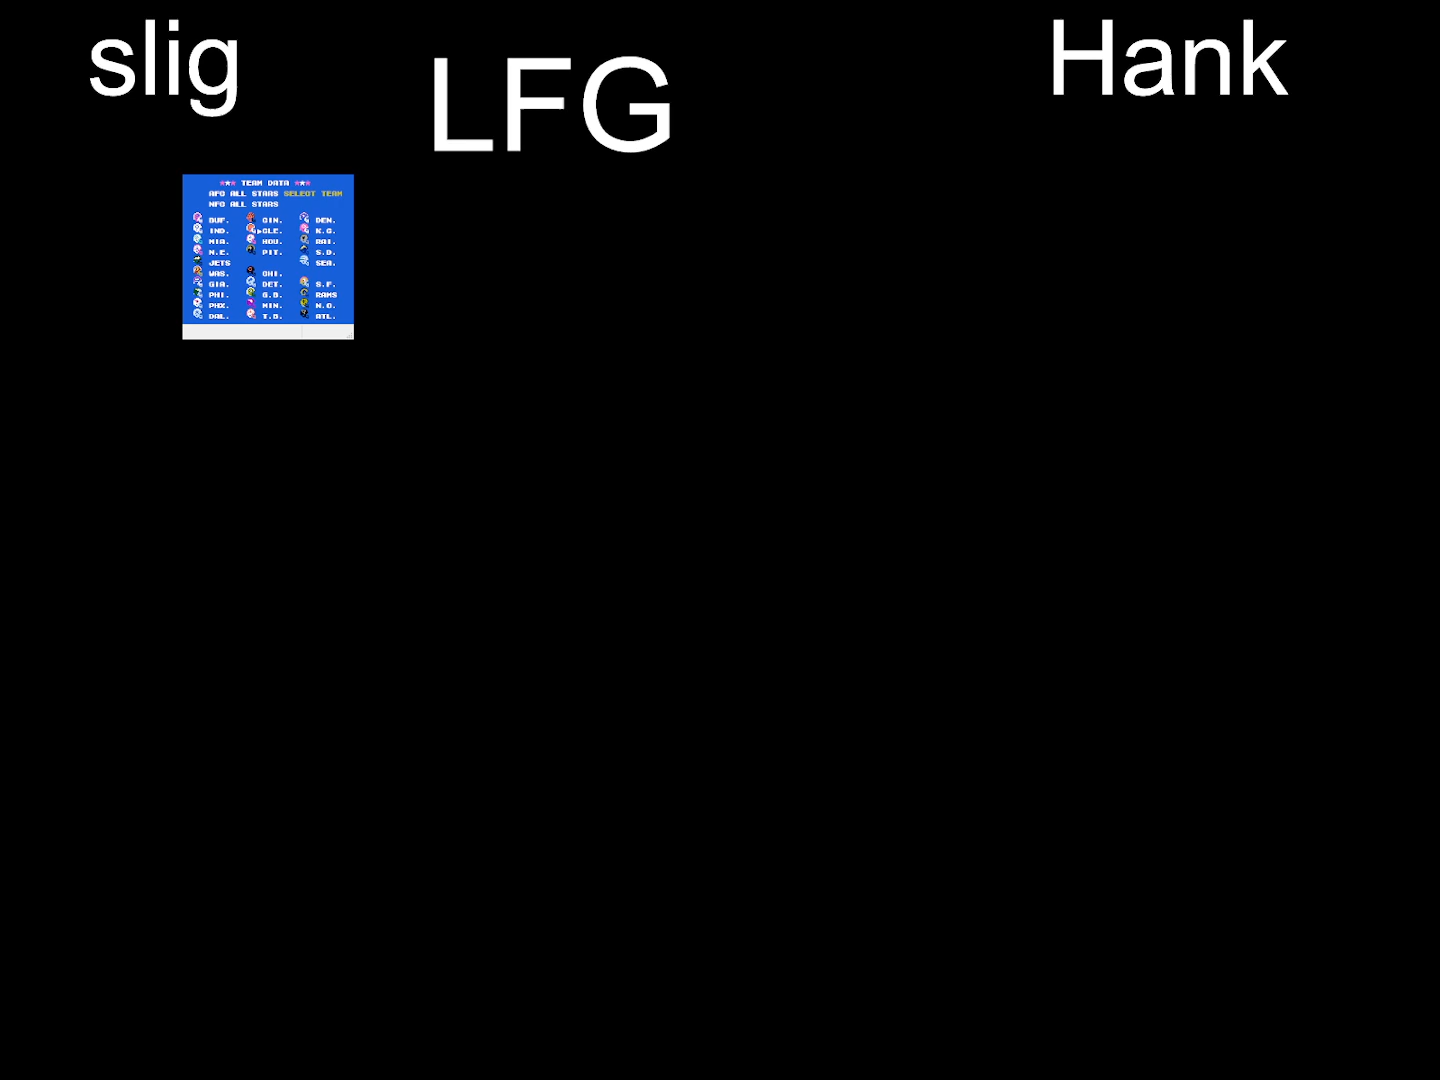 slig
LFG
Hank
TEAM DATA
AFC ALL STARS SELECT TEAM
NFC ALL STARS
BUF. CIN. DEN.
IND. CLE. K.C.
MIA. HOU. RAI.
N.E. PIT. S.D.
JETS SEA.
WAS. CHI.
GIA. DET. S.F.
PHI. G.B. RAMS
PHX. MIN. N.O.
DAL. T.B. ATL.